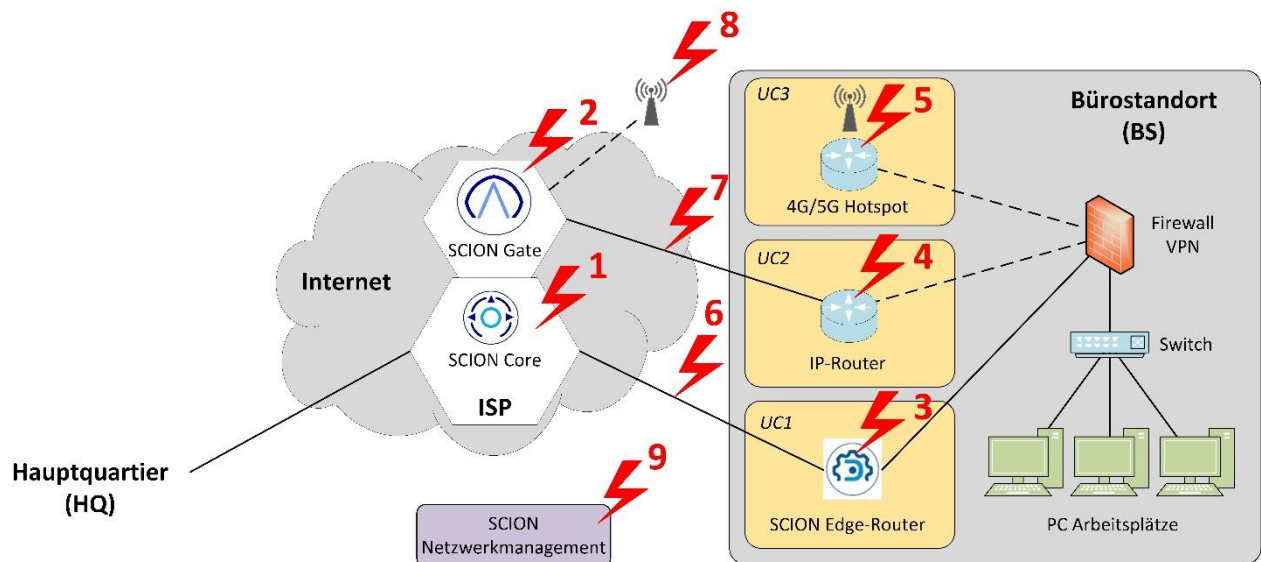 8
2
SCION Gate
Internet
1
SCION Core
ISP
7
6
Hauptquartier
(HQ)
9
SCION
Netzwerkmanagement
UC3
5
4G/5G Hotspot
UC2
4
IP-Router
UC1
3
SCION Edge-Router
Bürostandort
(BS)
Firewall
VPN
Switch
PC Arbeitsplätze